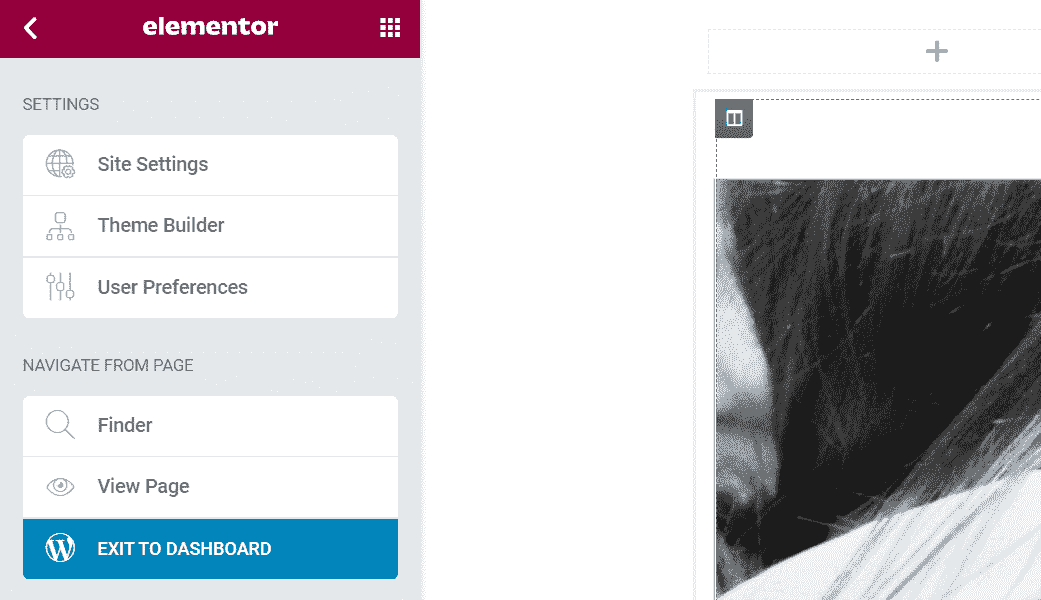 elementor
SETTINGS
Site Settings
Theme Builder
User Preferences
NAVIGATE FROM PAGE
Finder
View Page
EXIT TO DASHBOARD